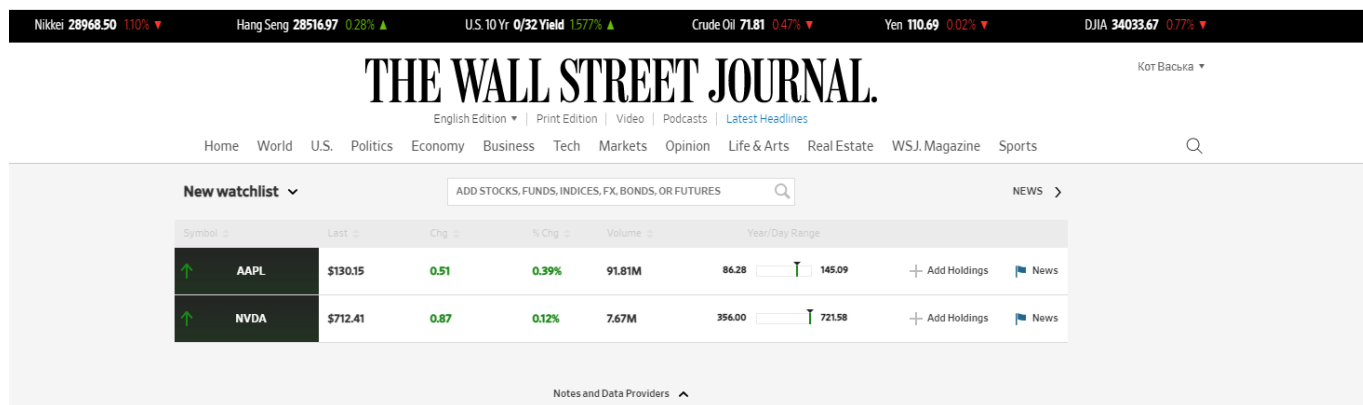 Nikkei 28968.50 1.10% ▼ Hang Seng 28516.97 0.28% ▲ U.S. 10 Yr 0/32 Yield 1.577% ▲ Crude Oil 71.81 0.47% ▼ Yen 110.69 0.02% ▼ DJIA 34033.67 0.77% ▼
THE WALL STREET JOURNAL.
Кот Васька ▼
English Edition ▼ | Print Edition | Video | Podcasts | Latest Headlines
Home World U.S. Politics Economy Business Tech Markets Opinion Life & Arts Real Estate WSJ. Magazine Sports
New watchlist ADD STOCKS, FUNDS, INDICES, FX, BONDS, OR FUTURES NEWS
Symbol Last Chg % Chg Volume Year/Day Range
AAPL $130.15 0.51 0.39% 91.81M 86.28 145.09 Add Holdings News
NVDA $712.41 0.87 0.12% 7.67M 356.00 721.58 Add Holdings News
Notes and Data Providers